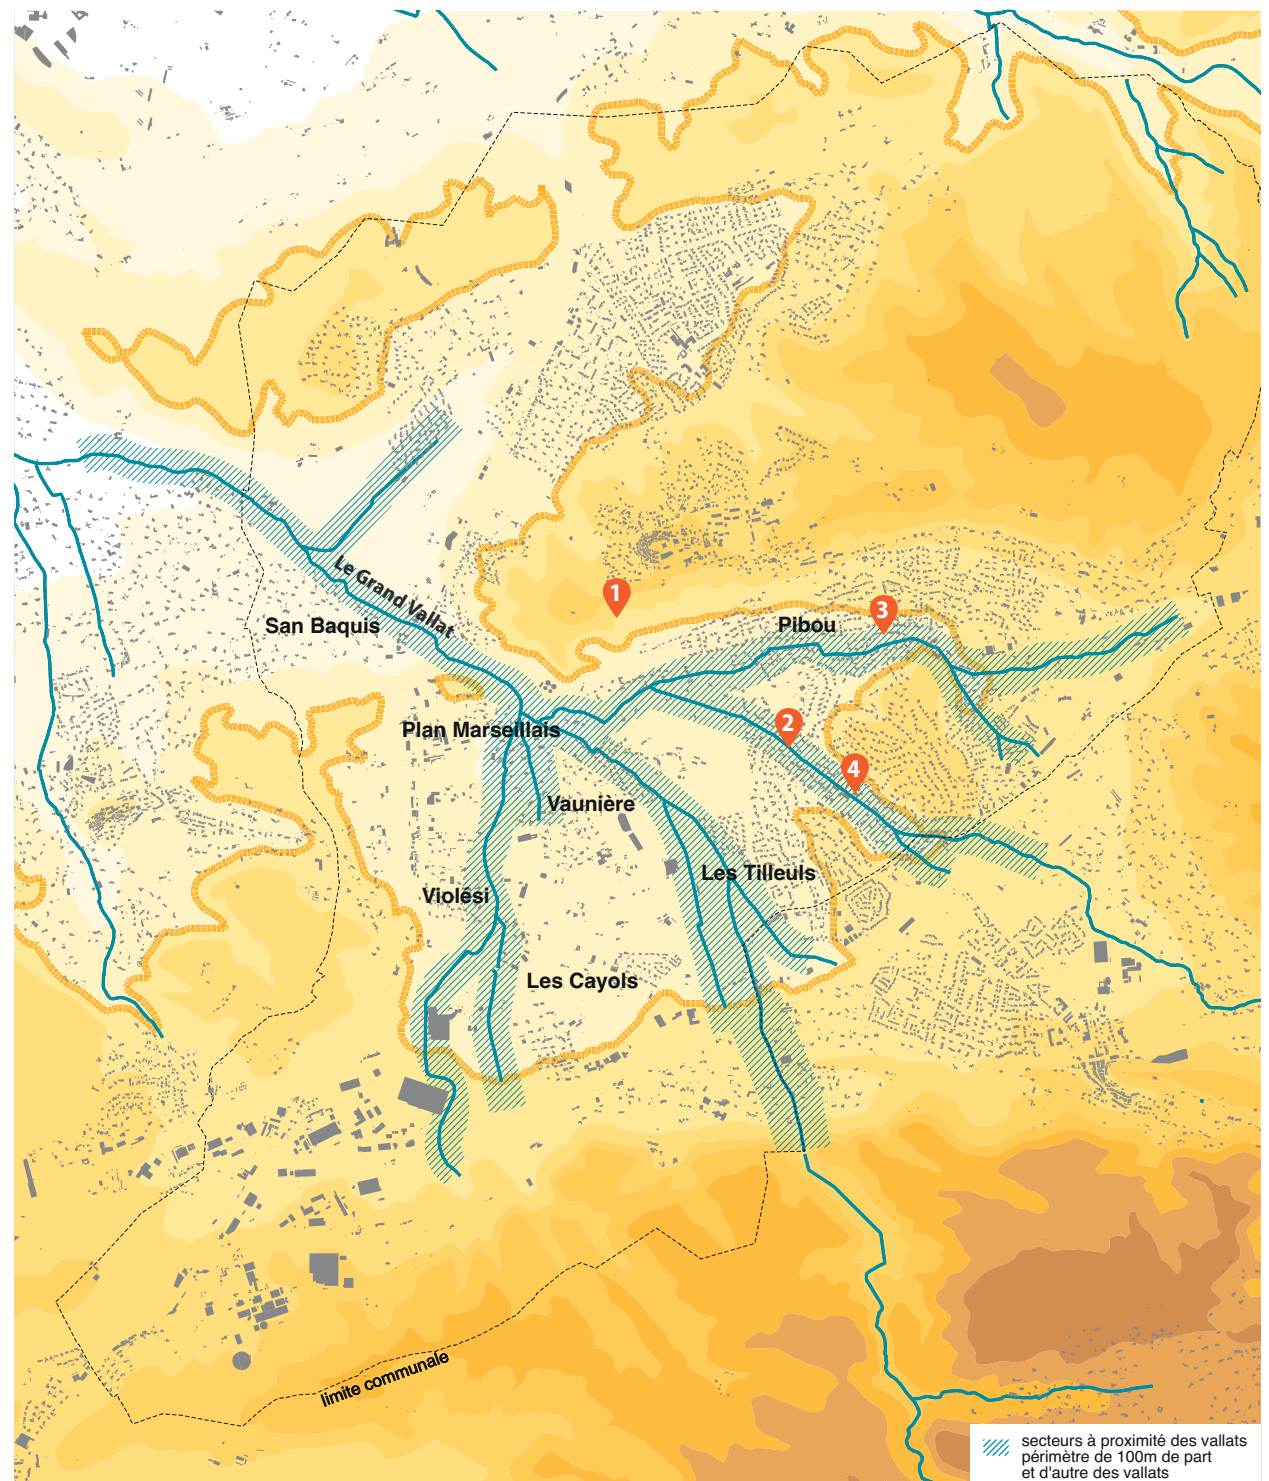 Le Grand Vallat
1
3
San Baquis
Pibou
2
Plan Marseillais
4
Vaunière
Les Tilleuls
Violési
Les Cayols
limite communale
secteurs à proximité des vallats
périmètre de 100m de part
et d'autre des vallats